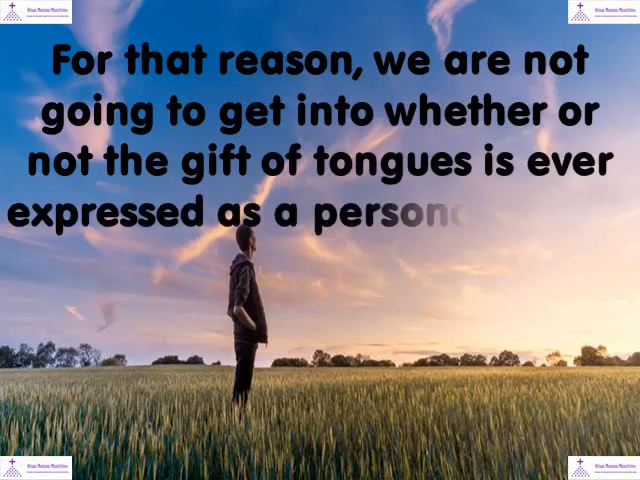 For that reason, we are not
going to get into whether or
not the gift of tongues is ever
expressed as a person